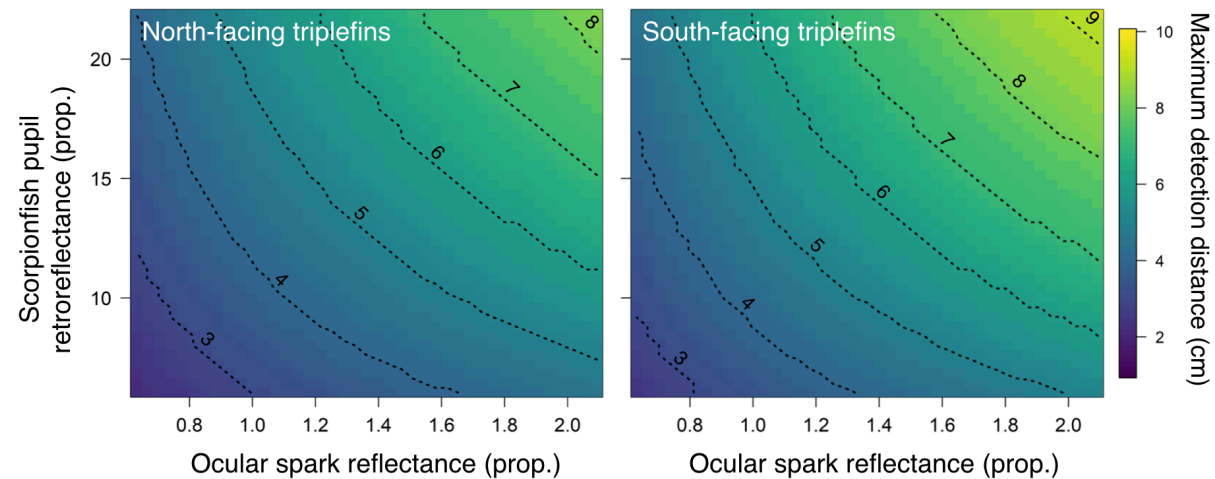 North-facing triplefins
South-facing triplefins
8
7
6
5
4
3
9
8
7
6
5
4
3
20
15
10
Scorpionfish pupil
retroreflectance (prop.)
0.8 1.0 1.2 1.4 1.6 1.8 2.0
0.8 1.0 1.2 1.4 1.6 1.8 2.0
Ocular spark reflectance (prop.)
Ocular spark reflectance (prop.)
10
8
6
4
2
Maximum detection distance (cm)